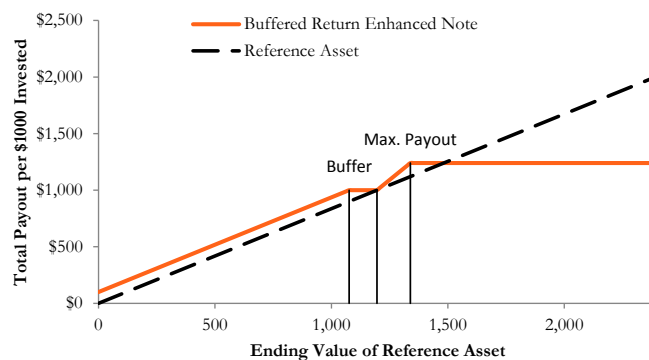 $2,500
Buffered Return Enhanced Note
Reference Asset
$2,000
$1,500
Max. Payout
Buffer
$1,000
$500
$0
Total Payout per $1000 Invested
0
500
1,000
1,500
2,000
Ending Value of Reference Asset